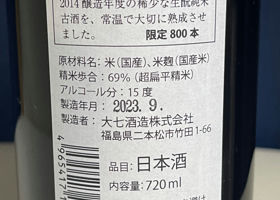 2014醸造年度の稀少な生酛純米
古酒を、常温で大切に熟成させ
ました。
限定800本
原材料名：米（国産）、米麹（国産米）
精米歩合：69％（超扁平精米）
アルコール分：15度
製造年月 2023.9.
製造者：大七酒造株式会社
福島県二本松市竹田1-66
品目：日本酒
内容量：720ml